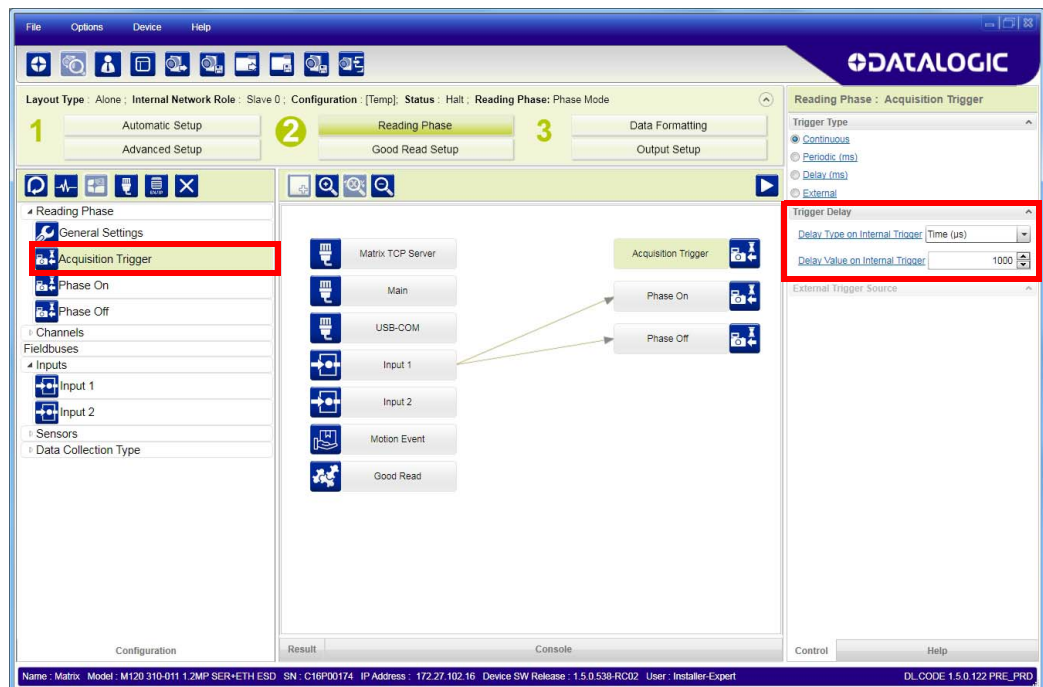 File Options Device Help
DATALOGIC
Layout Type : Alone ; Internal Network Role : Slave 0 ; Configuration : [Temp]; Status : Halt ; Reading Phase: Phase Mode
1 Automatic Setup
Advanced Setup
2 Reading Phase
Good Read Setup
3 Data Formatting
Output Setup
Reading Phase
General Settings
Acquisition Trigger
Phase On
Phase Off
Channels
Fieldbuses
Inputs
Input 1
Input 2
Sensors
Data Collection Type
Configuration
Matrix TCP Server
Main
USB-COM
Input 1
Input 2
Motion Event
Good Read
Acquisition Trigger
Phase On
Phase Off
Result Console
Reading Phase : Acquisition Trigger
Trigger Type
Continuous
Periodic (ms)
Delay (ms)
External
Trigger Delay
Delay Type on Internal Trigger Time (µs)
Delay Value on Internal Trigger 1000
External Trigger Source
Control Help
Name : Matrix Model : M120 310-011 1.2MP SER+ETH ESD SN : C16P00174 IP Address : 172.27.102.16 Device SW Release : 1.5.0.538-RC02 User : Installer-Expert DL.CODE 1.5.0.122 PRE_PRD